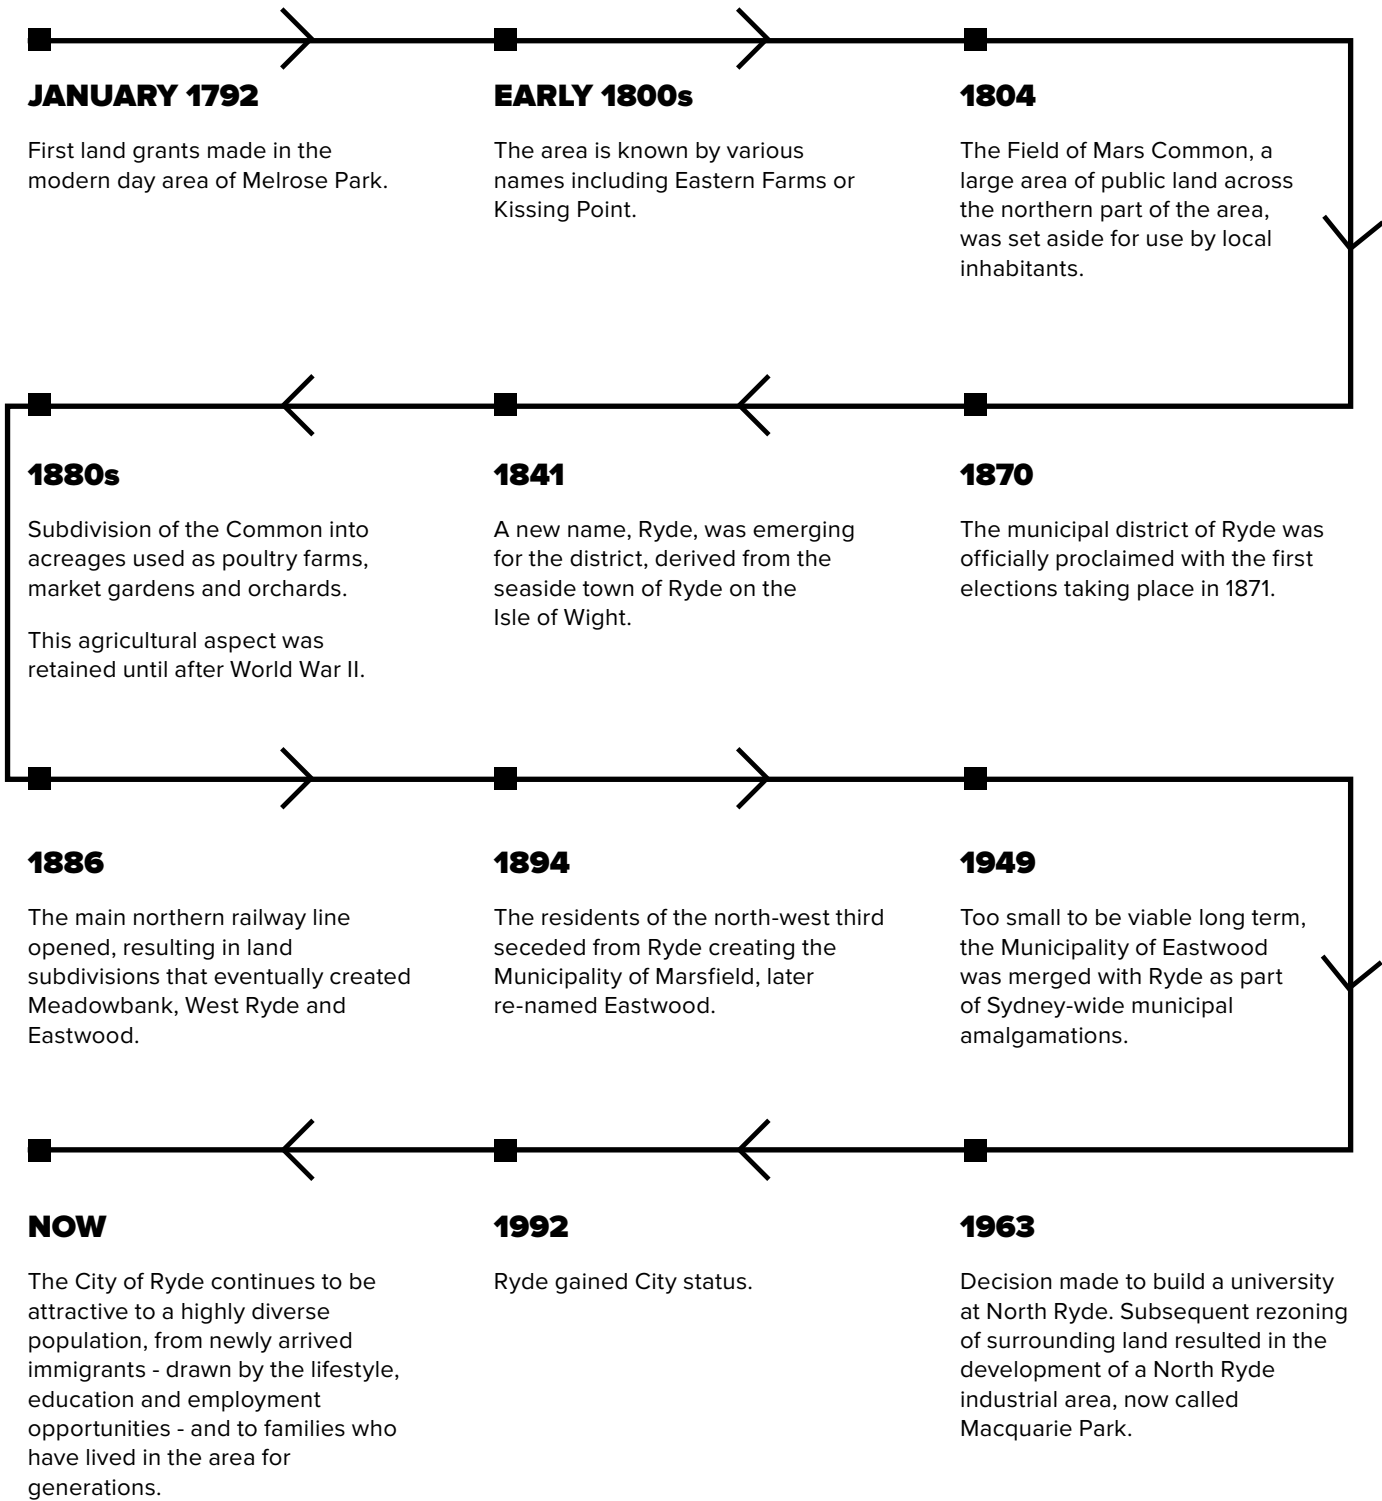 JANUARY 1792
First land grants made in the
modern day area of Melrose Park.
EARLY 1800s
The area is known by various
names including Eastern Farms or
Kissing Point.
1804
The Field of Mars Common, a
large area of public land across
the northern part of the area,
was set aside for use by local
inhabitants.
1870
The municipal district of Ryde was
officially proclaimed with the first
elections taking place in 1871.
1841
A new name, Ryde, was emerging
for the district, derived from the
seaside town of Ryde on the
Isle of Wight.
1880s
Subdivision of the Common into
acreages used as poultry farms,
market gardens and orchards.
This agricultural aspect was
retained until after World War II.
1886
The main northern railway line
opened, resulting in land
subdivisions that eventually created
Meadowbank, West Ryde and
Eastwood.
1894
The residents of the north-west third
seceded from Ryde creating the
Municipality of Marsfield, later
re-named Eastwood.
1949
Too small to be viable long term,
the Municipality of Eastwood
was merged with Ryde as part
of Sydney-wide municipal
amalgamations.
1963
Decision made to build a university
at North Ryde. Subsequent rezoning
of surrounding land resulted in the
development of a North Ryde
industrial area, now called
Macquarie Park.
1992
Ryde gained City status.
NOW
The City of Ryde continues to be
attractive to a highly diverse
population, from newly arrived
immigrants - drawn by the lifestyle,
education and employment
opportunities - and to families who
have lived in the area for
generations.